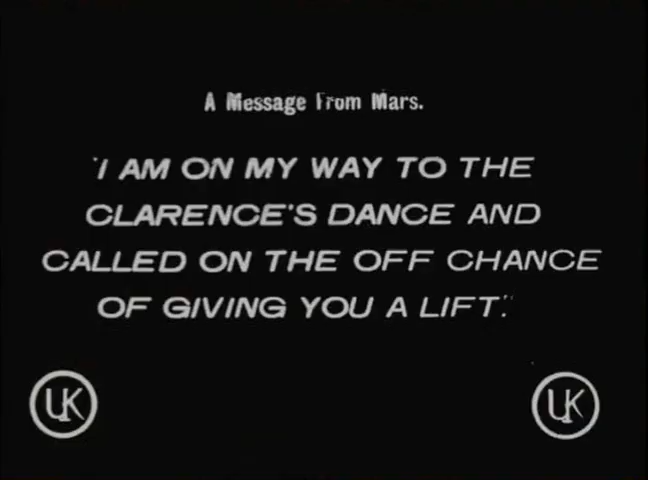 A Message From Mars.
"I AM ON MY WAY TO THE
CLARENCE'S DANCE AND
CALLED ON THE OFF CHANCE
OF GIVING YOU A LIFT."
UK UK